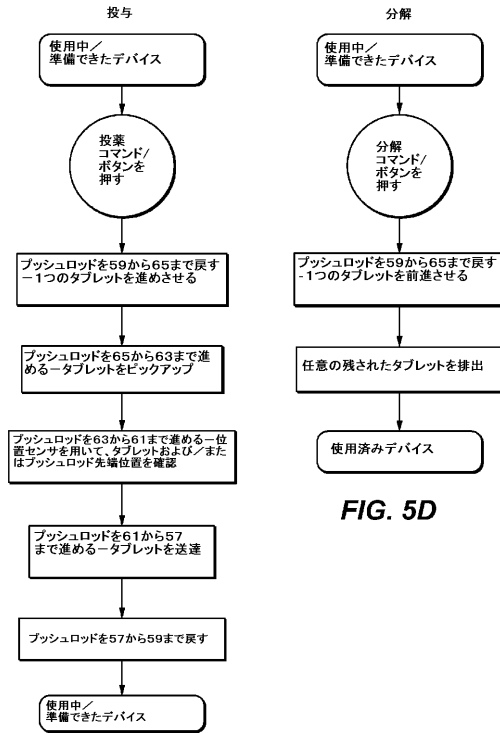 投与
使用中／
準備できたデバイス
投薬
コマンド/
ボタンを
押す
プッシュロッドを59から65まで戻す
－1つのタブレットを進めさせる
プッシュロッドを65から63まで進
める－タブレットをピックアップ
プッシュロッドを63から61まで進める－位
置センサを用いて、タブレットおよび／また
はプッシュロッド先端位置を確認
プッシュロッドを61から57
まで進める－タブレットを送達
プッシュロッドを57から59まで戻す
使用中／
準備できたデバイス
分解
使用中／
準備できたデバイス
分解
コマンド/
ボタンを
押す
プッシュロッドを59から65まで戻す
-1つのタブレットを前進させる
任意の残されたタブレットを排出
使用済みデバイス
FIG. 5D